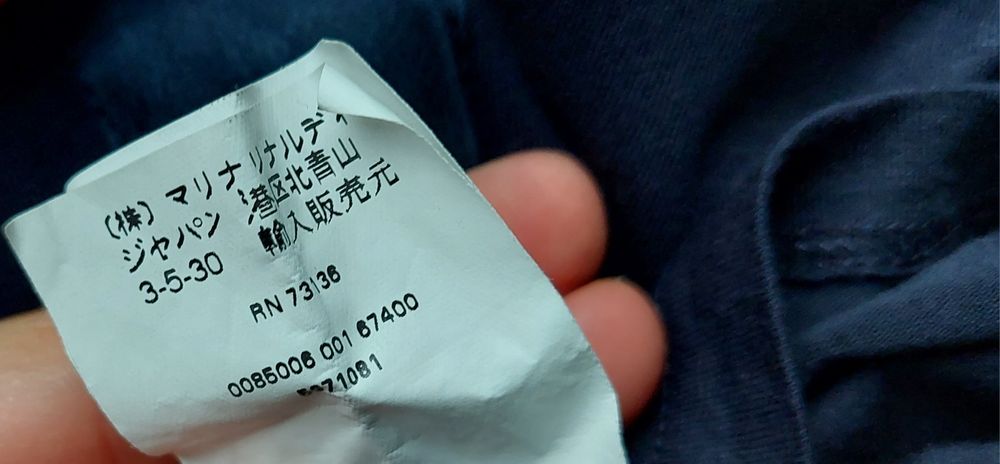 (株) マリナ リナルディ
ジャパン 港区北青山
3-5-30 輸入販売元
RN 73136
0085006 001 67400